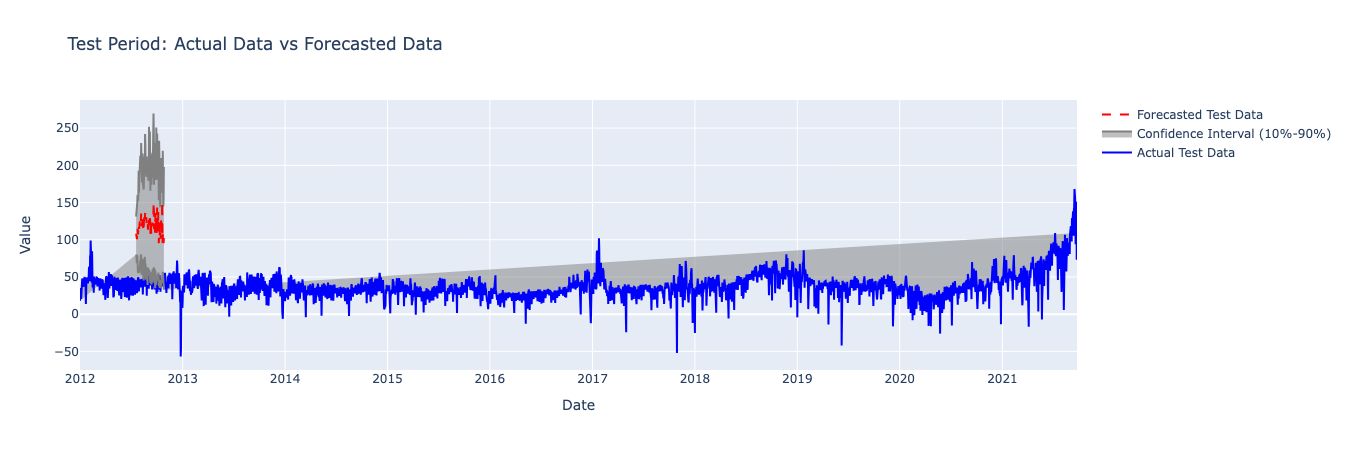 Test Period: Actual Data vs Forecasted Data
Forecasted Test Data
Confidence Interval (10%-90%)
Actual Test Data
Value
250
200
150
100
50
0
−50
2012 2013 2014 2015 2016 2017 2018 2019 2020 2021
Date